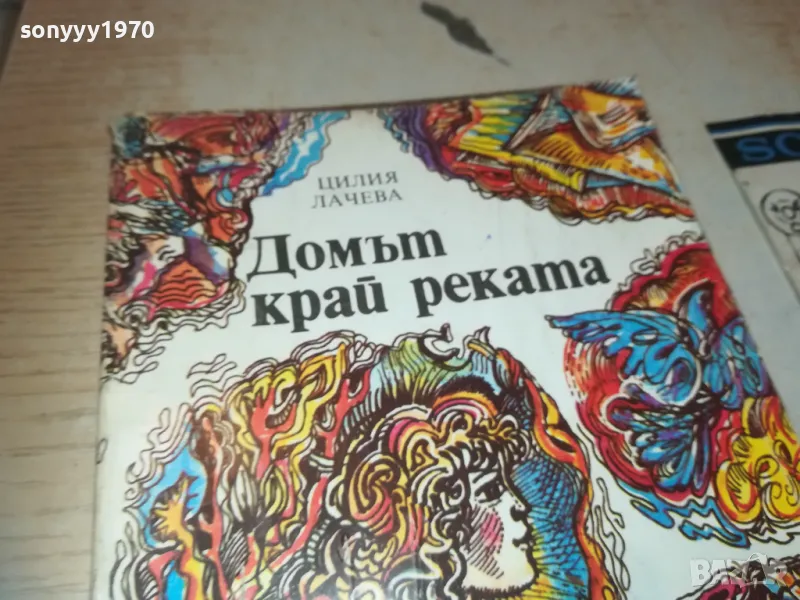 sonyyy1970
ЦИЛИЯ
ЛАЧЕВА
Домът
край реката